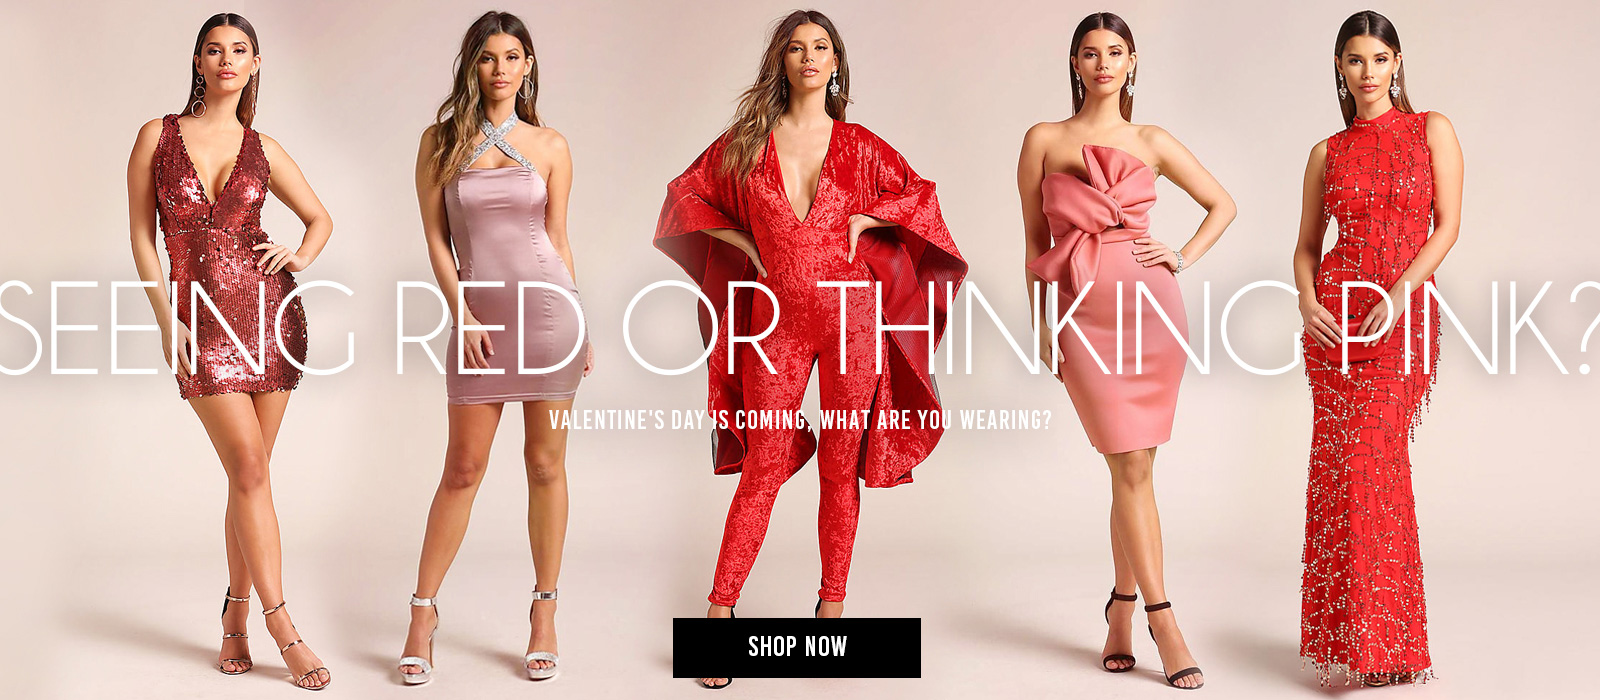 SEEING RED OR THINKING PINK?
VALENTINE'S DAY IS COMING, WHAT ARE YOU WEARING?
SHOP NOW